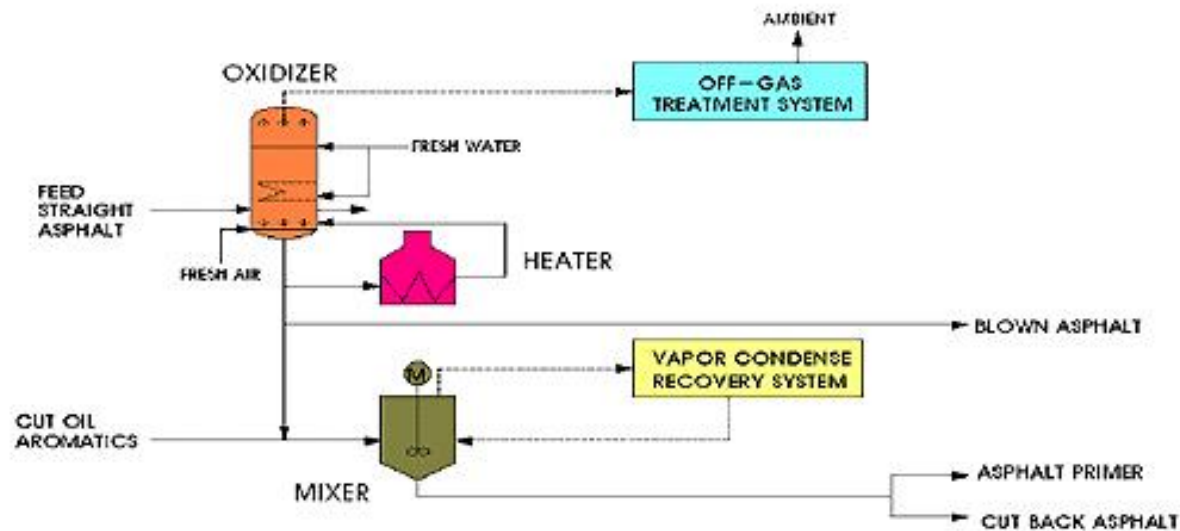 AMBIENT
OXIDIZER
OFF-GAS
TREATMENT SYSTEM
FRESH WATER
FEED
STRAIGHT
ASPHALT
FRESH AIR
HEATER
BLOWN ASPHALT
VAPOR CONDENSE
RECOVERY SYSTEM
M
CUT OIL
AROMATICS
MIXER
ASPHALT PRIMER
CUT BACK ASPHALT